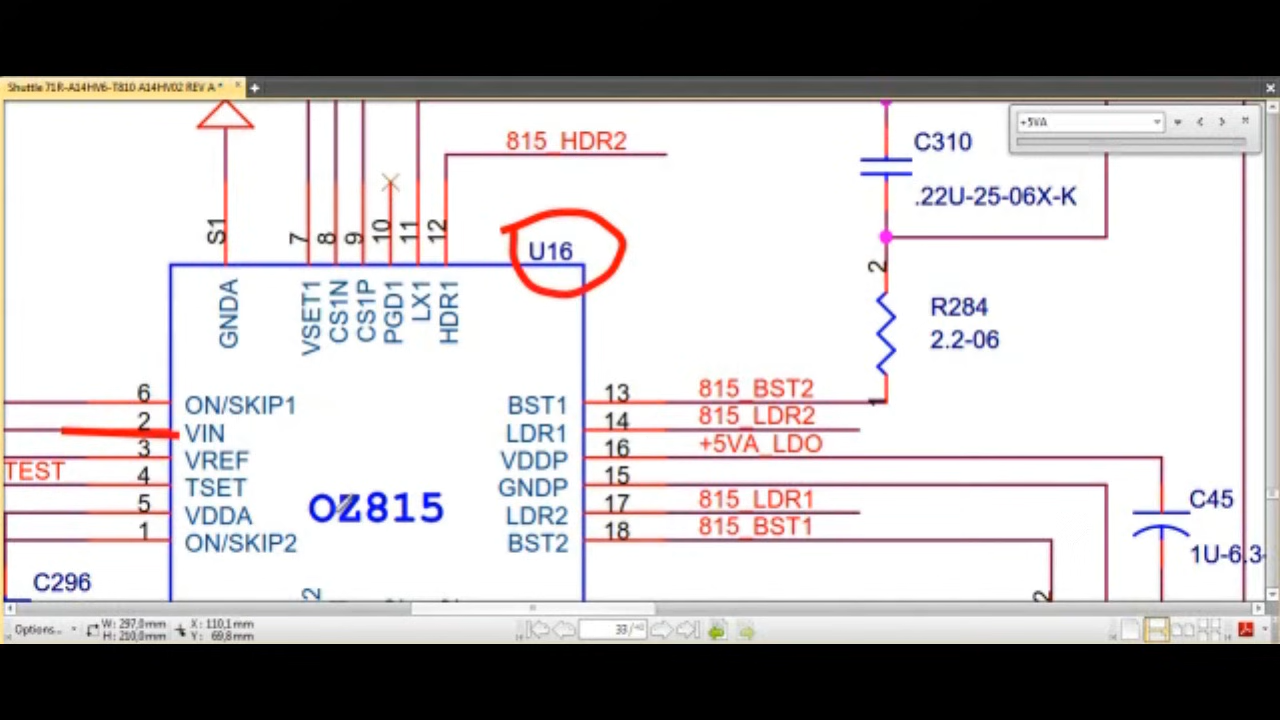 Shuttle 71R-A14HV6-T810 A14HV02 REV A *
+5VA
815_HDR2
C310
.22U-25-06X-K
S1
7
8
9
10
11
12
U16
GNDA
VSET1
CS1N
CS1P
PGD1
LX1
HDR1
2
R284
2.2-06
1
6
ON/SKIP1
BST1
13
815_BST2
2
VIN
LDR1
14
815_LDR2
3
VREF
VDDP
16
+5VA_LDO
TEST
4
TSET
GNDP
15
5
VDDA
OZ815
LDR2
17
815_LDR1
C45
1
ON/SKIP2
BST2
18
815_BST1
1U-6.3-
C296
2
2
Options...
W: 297,0mm
H: 210,0mm
X: 110,1 mm
Y: 69,8mm
33